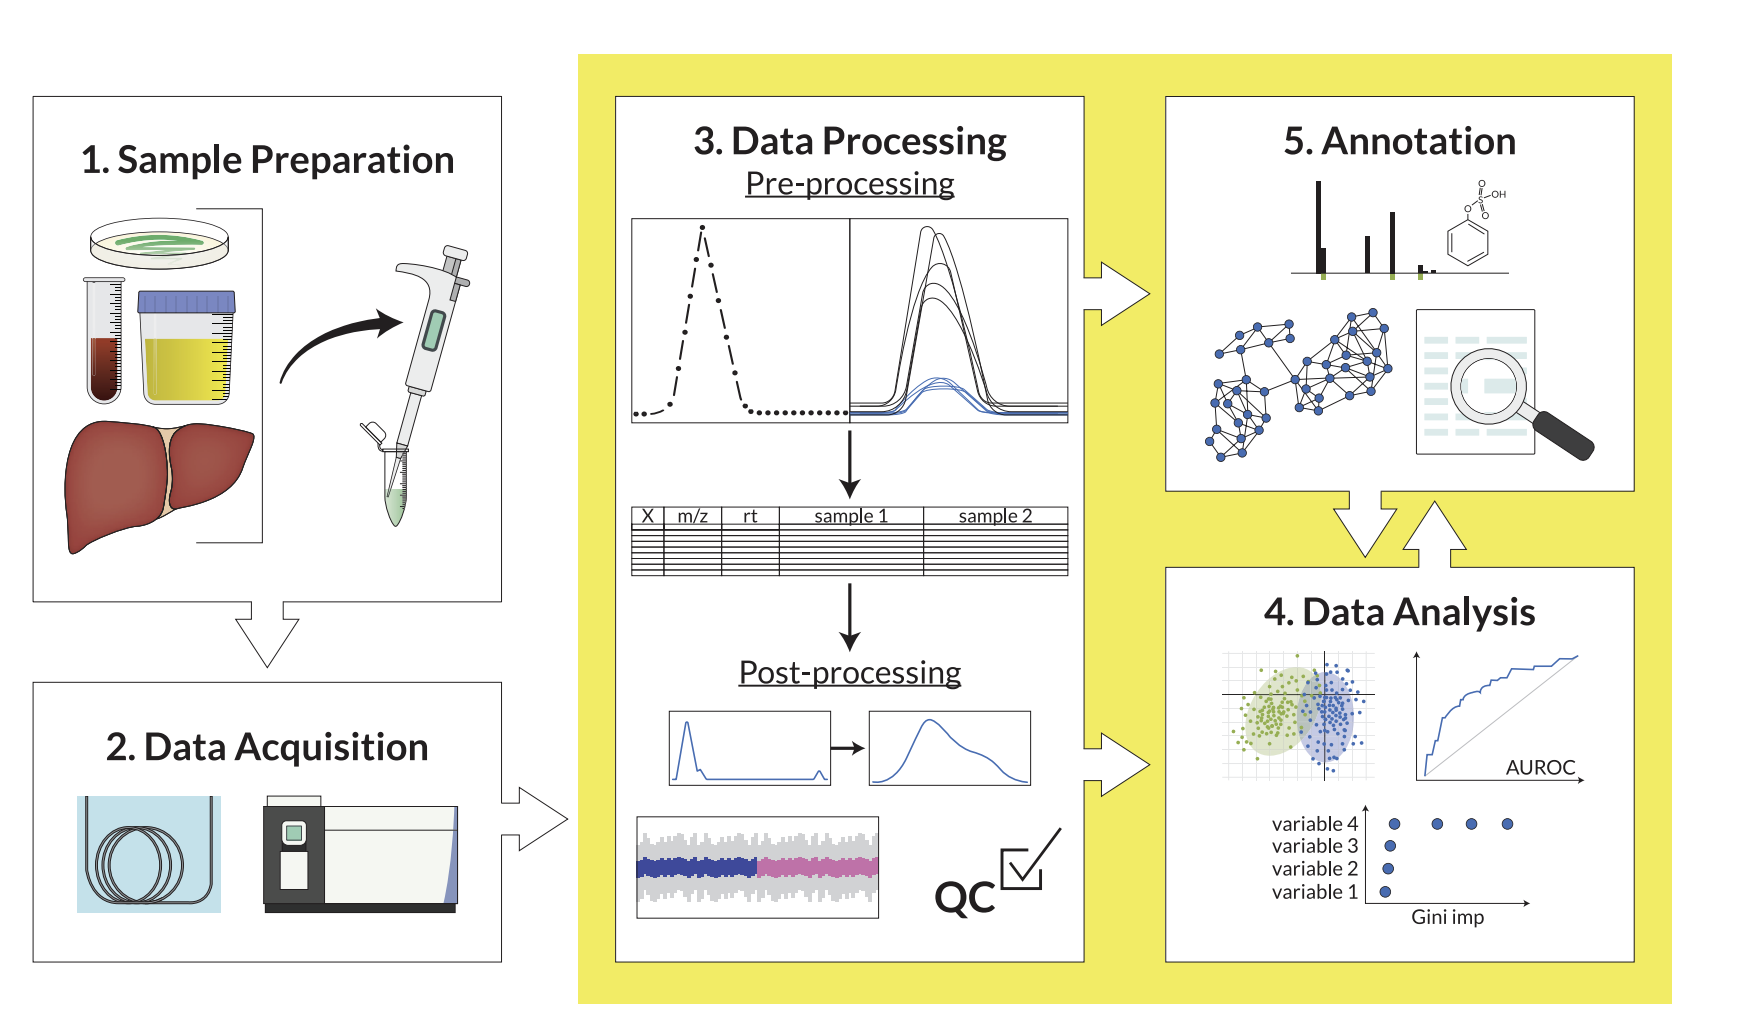 1. Sample Preparation
2. Data Acquisition
3. Data Processing
Pre-processing
X m/z rt sample 1 sample 2
Post-processing
QC
5. Annotation
O
S OH
O O
4. Data Analysis
AUROC
variable 4
variable 3
variable 2
variable 1
Gini imp